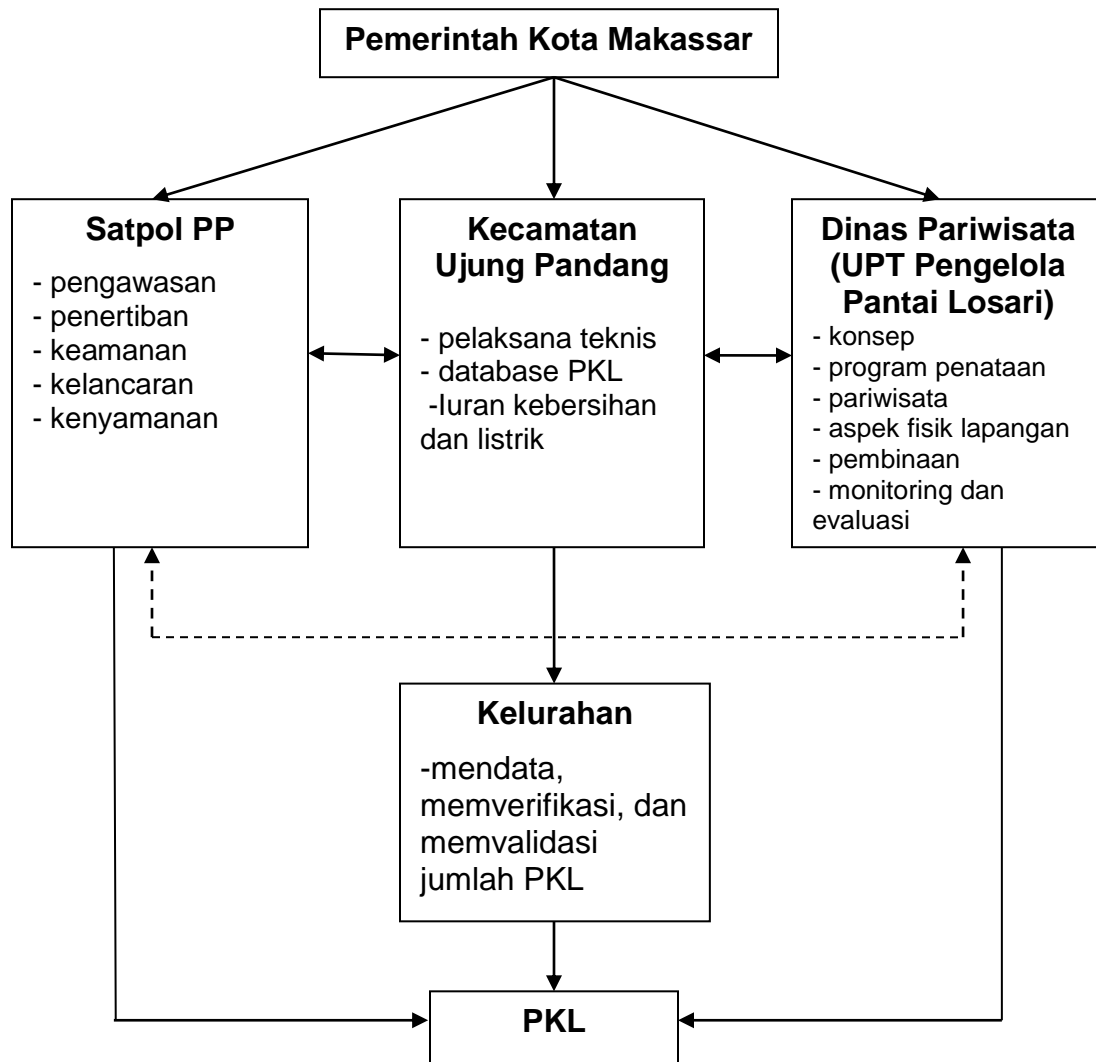 Pemerintah Kota Makassar
Satpol PP
- pengawasan
- penertiban
- keamanan
- kelancaran
- kenyamanan
Kecamatan
Ujung Pandang
- pelaksana teknis
- database PKL
-Iuran kebersihan
dan listrik
Dinas Pariwisata
(UPT Pengelola
Pantai Losari)
- konsep
- program penataan
- pariwisata
- aspek fisik lapangan
- pembinaan
- monitoring dan
evaluasi
Kelurahan
-mendata,
memverifikasi, dan
memvalidasi
jumlah PKL
PKL